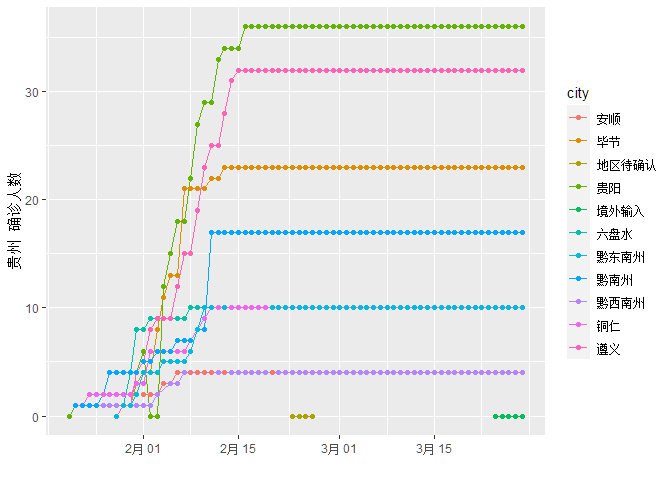 贵州 确诊人数
30
20
10
0
2月 01
2月 15
3月 01
3月 15
city
安顺
毕节
地区待确认
贵阳
境外输入
六盘水
黔东南州
黔南州
黔西南州
铜仁
遵义